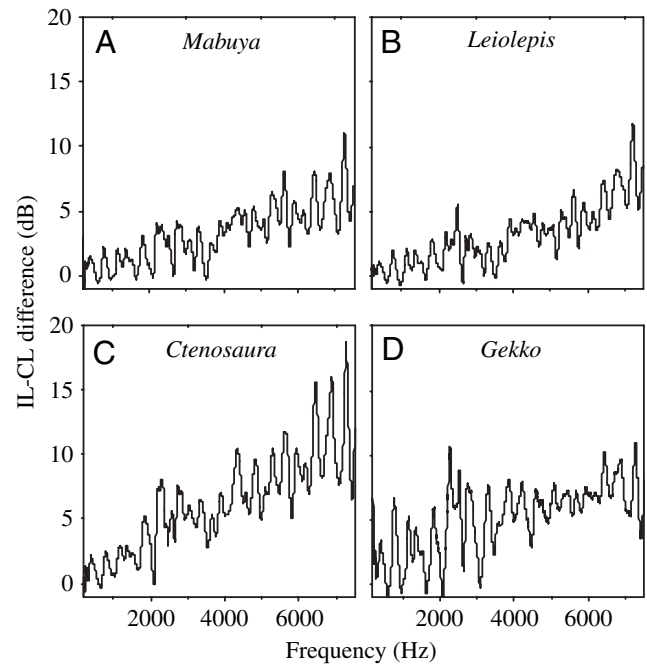 20
A
Mabuya
B
Leiolepis
15
10
5
0
IL-CL difference (dB)
20
C
Ctenosaura
D
Gekko
15
10
5
0
2000 4000 6000 2000 4000 6000
Frequency (Hz)